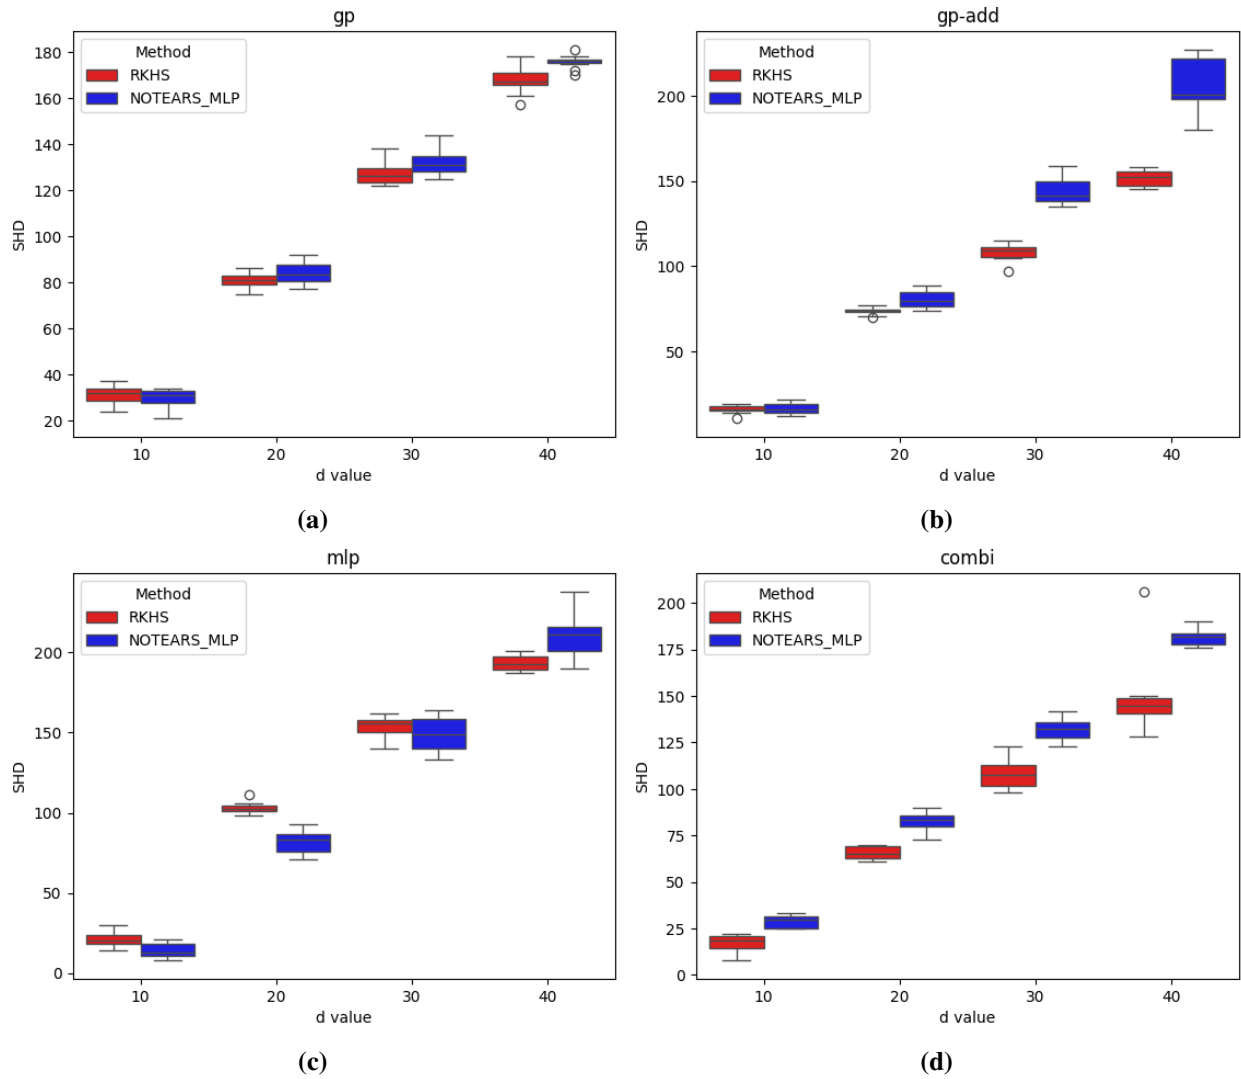 gp
Method
RKHS
NOTEARS_MLP
SHD
180
160
140
120
100
80
60
40
20
10 20 30 40
d value
(a)
gp-add
Method
RKHS
NOTEARS_MLP
SHD
200
150
100
50
10 20 30 40
d value
(b)
mlp
Method
RKHS
NOTEARS_MLP
SHD
200
150
100
50
0
10 20 30 40
d value
(c)
combi
Method
RKHS
NOTEARS_MLP
SHD
200
175
150
125
100
75
50
25
0
10 20 30 40
d value
(d)